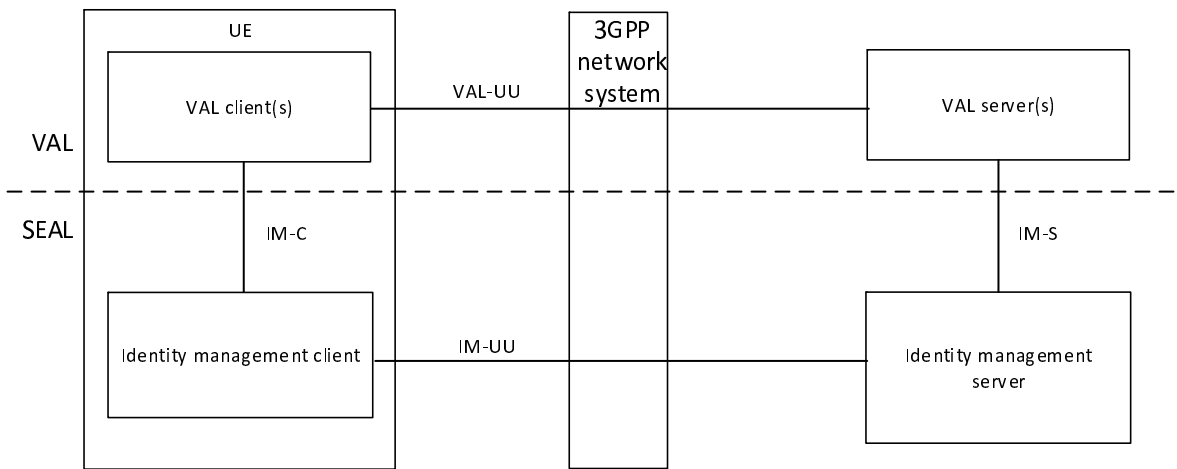 UE
3GPP
network
system
VAL client(s)
VAL-UU
VAL server(s)
VAL
SEAL
IM-C
IM-S
Identity management client
IM-UU
Identity management
server